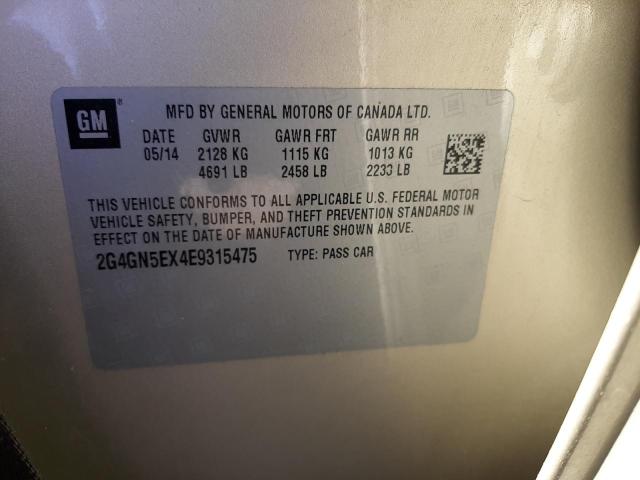 GM ®
MFD BY GENERAL MOTORS OF CANADA LTD.
DATE GVWR GAWR FRT GAWR RR
05/14 2128 KG 1115 KG 1013 KG
4691 LB 2458 LB 2233 LB
THIS VEHICLE CONFORMS TO ALL APPLICABLE U.S. FEDERAL MOTOR
VEHICLE SAFETY, BUMPER, AND THEFT PREVENTION STANDARDS IN
EFFECT ON THE DATE OF MANUFACTURE SHOWN ABOVE.
2G4GN5EX4E9315475 TYPE: PASS CAR